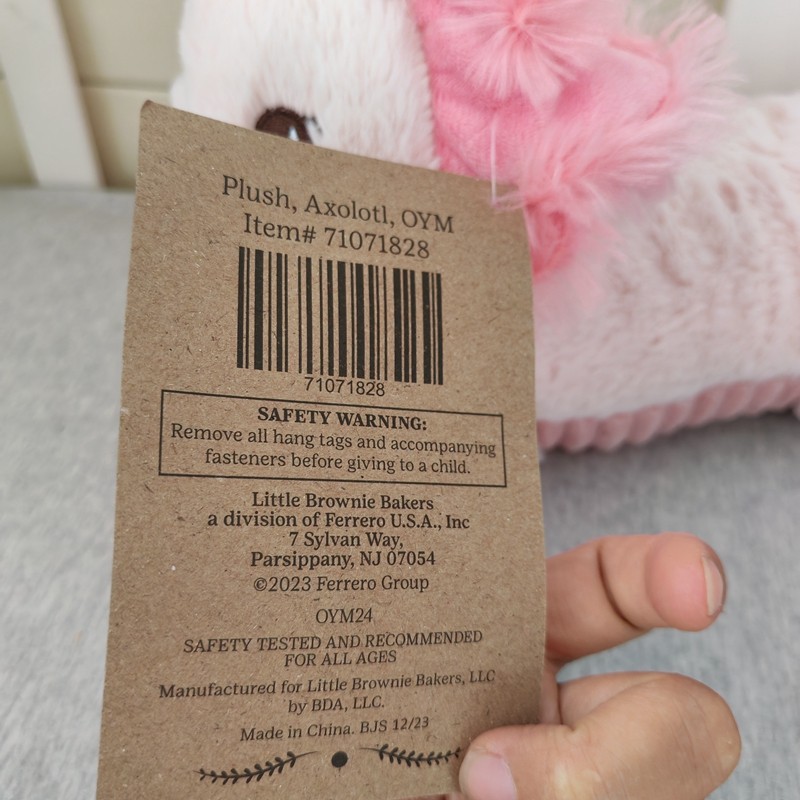 Plush, Axolotl, OYM
Item# 71071828
71071828
SAFETY WARNING:
Remove all hang tags and accompanying
fasteners before giving to a child.
Little Brownie Bakers
a division of Ferrero U.S.A., Inc
7 Sylvan Way,
Parsippany, NJ 07054
©2023 Ferrero Group
OYM24
SAFETY TESTED AND RECOMMENDED
FOR ALL AGES
Manufactured for Little Brownie Bakers, LLC
by BDA, LLC.
Made in China. BJS 12/23